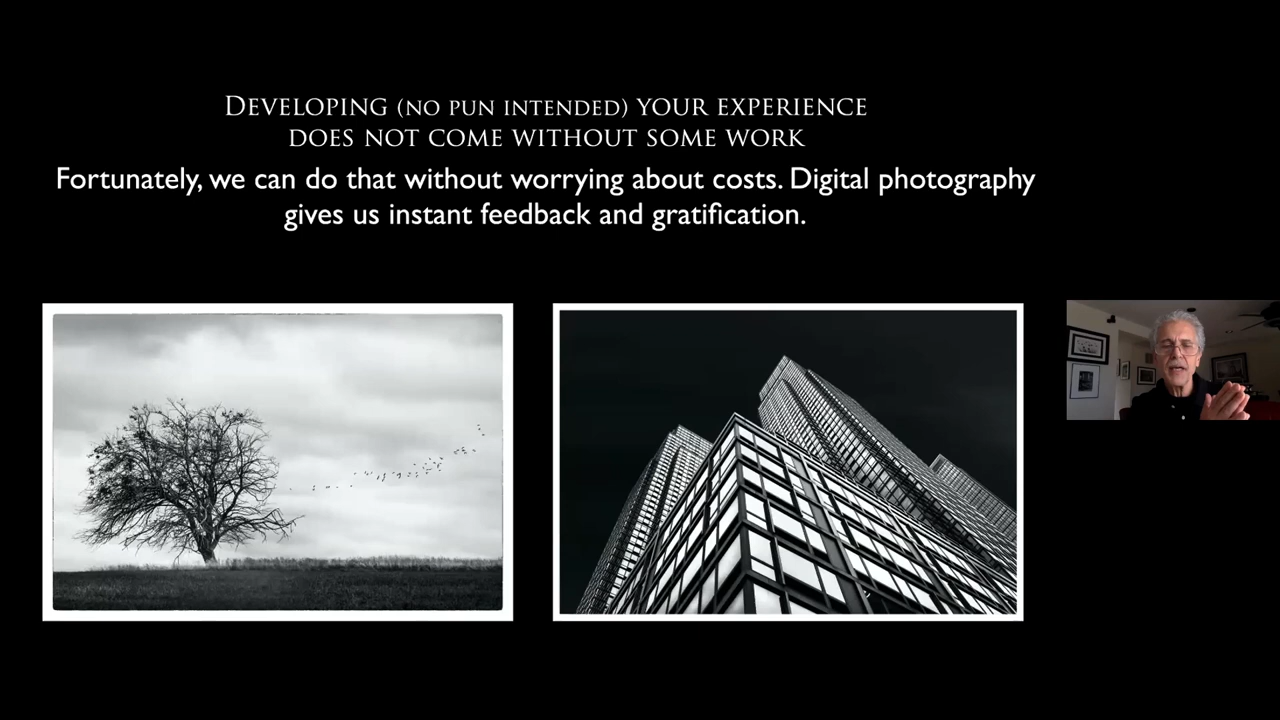 DEVELOPING (NO PUN INTENDED) YOUR EXPERIENCE
DOES NOT COME WITHOUT SOME WORK
Fortunately, we can do that without worrying about costs. Digital photography
gives us instant feedback and gratification.